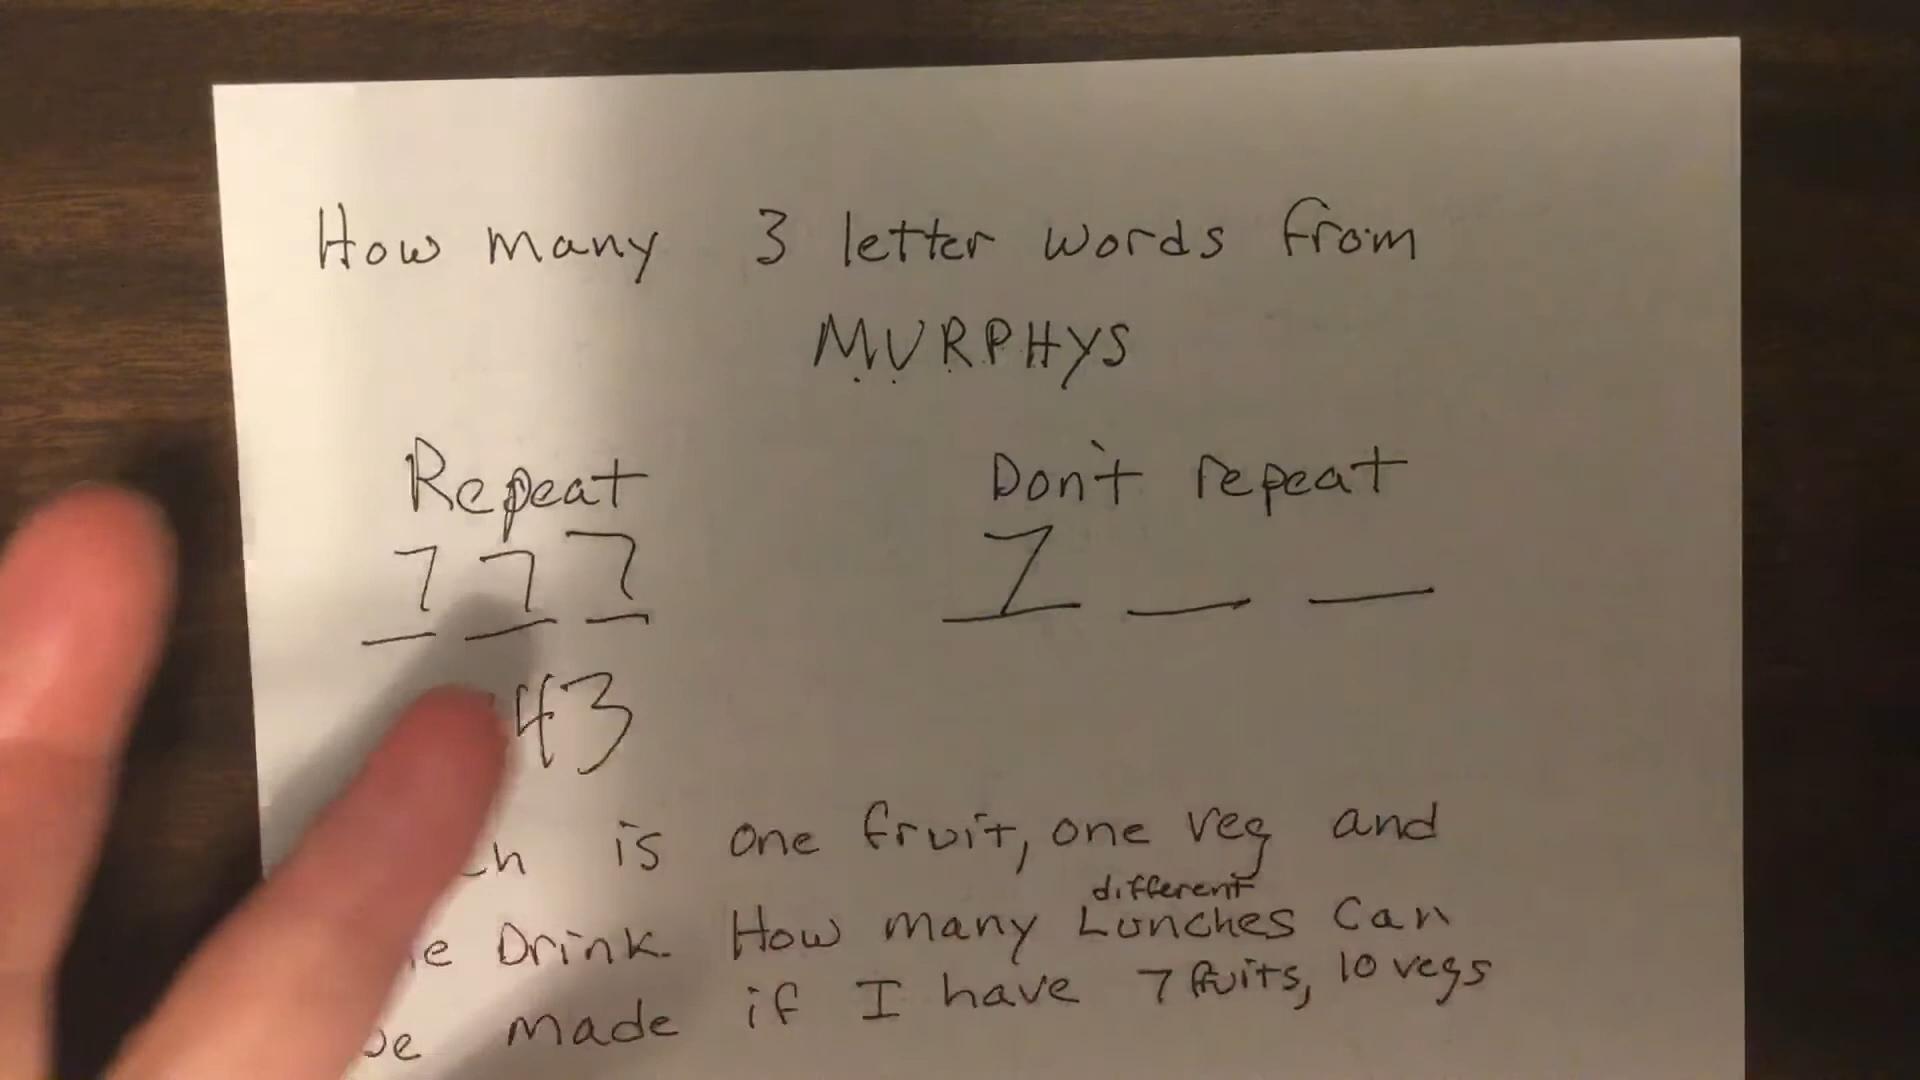 How many 3 letter words from
MURPHYS
Repeat
Don't repeat
7 7 7
7
43
is one fruit, one veg and
different
Drink. How many Lunches can
made if I have 7 fruits, 10 vegs